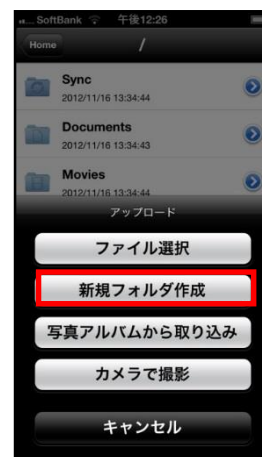 SoftBank 午後12:26
Home /
Sync
2012/11/16 13:34:44
Documents
2012/11/16 13:34:43
Movies
2012/11/16 13:34:44
アップロード
ファイル選択
新規フォルダ作成
写真アルバムから取り込み
カメラで撮影
キャンセル